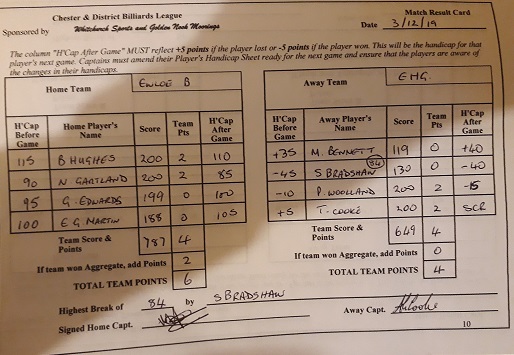 Chester & District Billiards League
Match Result Card
Sponsored by Whitchurch Sports and Golden Nook Moorings
Date 3/12/19
The column "H'Cap After Game" MUST reflect +5 points if the player lost or -5 points if the player won. This will be the handicap for that
player's next game. Captains must amend their Player's Handicap Sheet ready for the next game and ensure that the players are aware of
the changes in their handicaps.
Home Team EWLOE B
H'Cap Before Game Home Player's Name Score Team Pts H'Cap After Game
115 B HUGHES 200 2 110
90 N GARTLAND 200 2 85
95 G. EDWARDS 199 0 100
100 E G MARTIN 188 0 105
Team Score & Points 787 4
If team won Aggregate, add Points 2
TOTAL TEAM POINTS 6
Away Team EHG.
H'Cap Before Game Away Player's Name Score Team Pts H'Cap After Game
+35 M. BENNETT 119 0 +40
-45 S BRADSHAW (84) 130 0 -40
-10 P. WOOLLAND 200 2 -15
+5 T. COOKE 200 2 SCR
Team Score & Points 649 4
If team won Aggregate, add Points 0
TOTAL TEAM POINTS 4
Highest Break of 84 by S BRADSHAW
Signed Home Capt.
Away Capt.
10